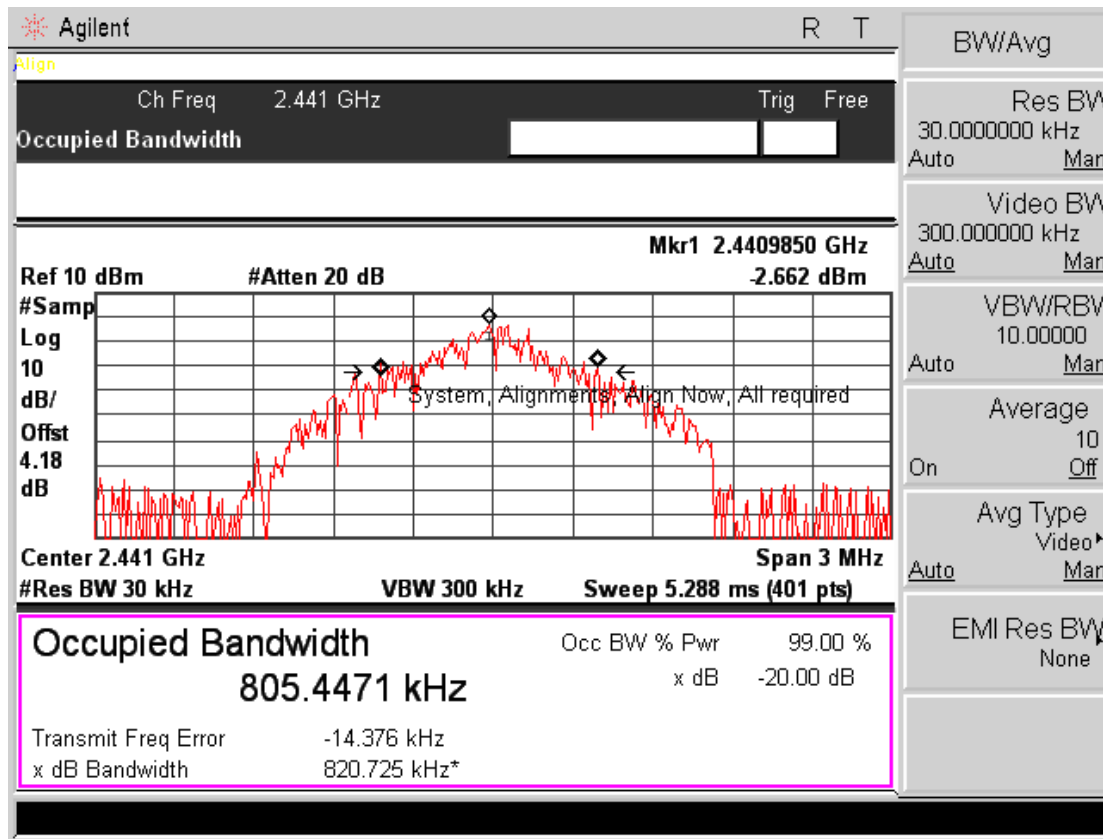 Agilent R T
Align
Ch Freq 2.441 GHz Trig Free
Occupied Bandwidth
Mkr1 2.4409850 GHz
Ref 10 dBm #Atten 20 dB -2.662 dBm
#Samp
Log
10
dB/
Offst
4.18
dB
1
System, Alignments, Align Now, All required
Center 2.441 GHz Span 3 MHz
#Res BW 30 kHz VBW 300 kHz Sweep 5.288 ms (401 pts)
Occupied Bandwidth
805.4471 kHz
Occ BW % Pwr 99.00 %
x dB -20.00 dB
Transmit Freq Error -14.376 kHz
x dB Bandwidth 820.725 kHz*
BW/Avg
Res BW
30.0000000 kHz
Auto Man
Video BW
300.000000 kHz
Auto Man
VBW/RBW
10.00000
Auto Man
Average
10
On Off
Avg Type
Video
Auto Man
EMI Res BW
None